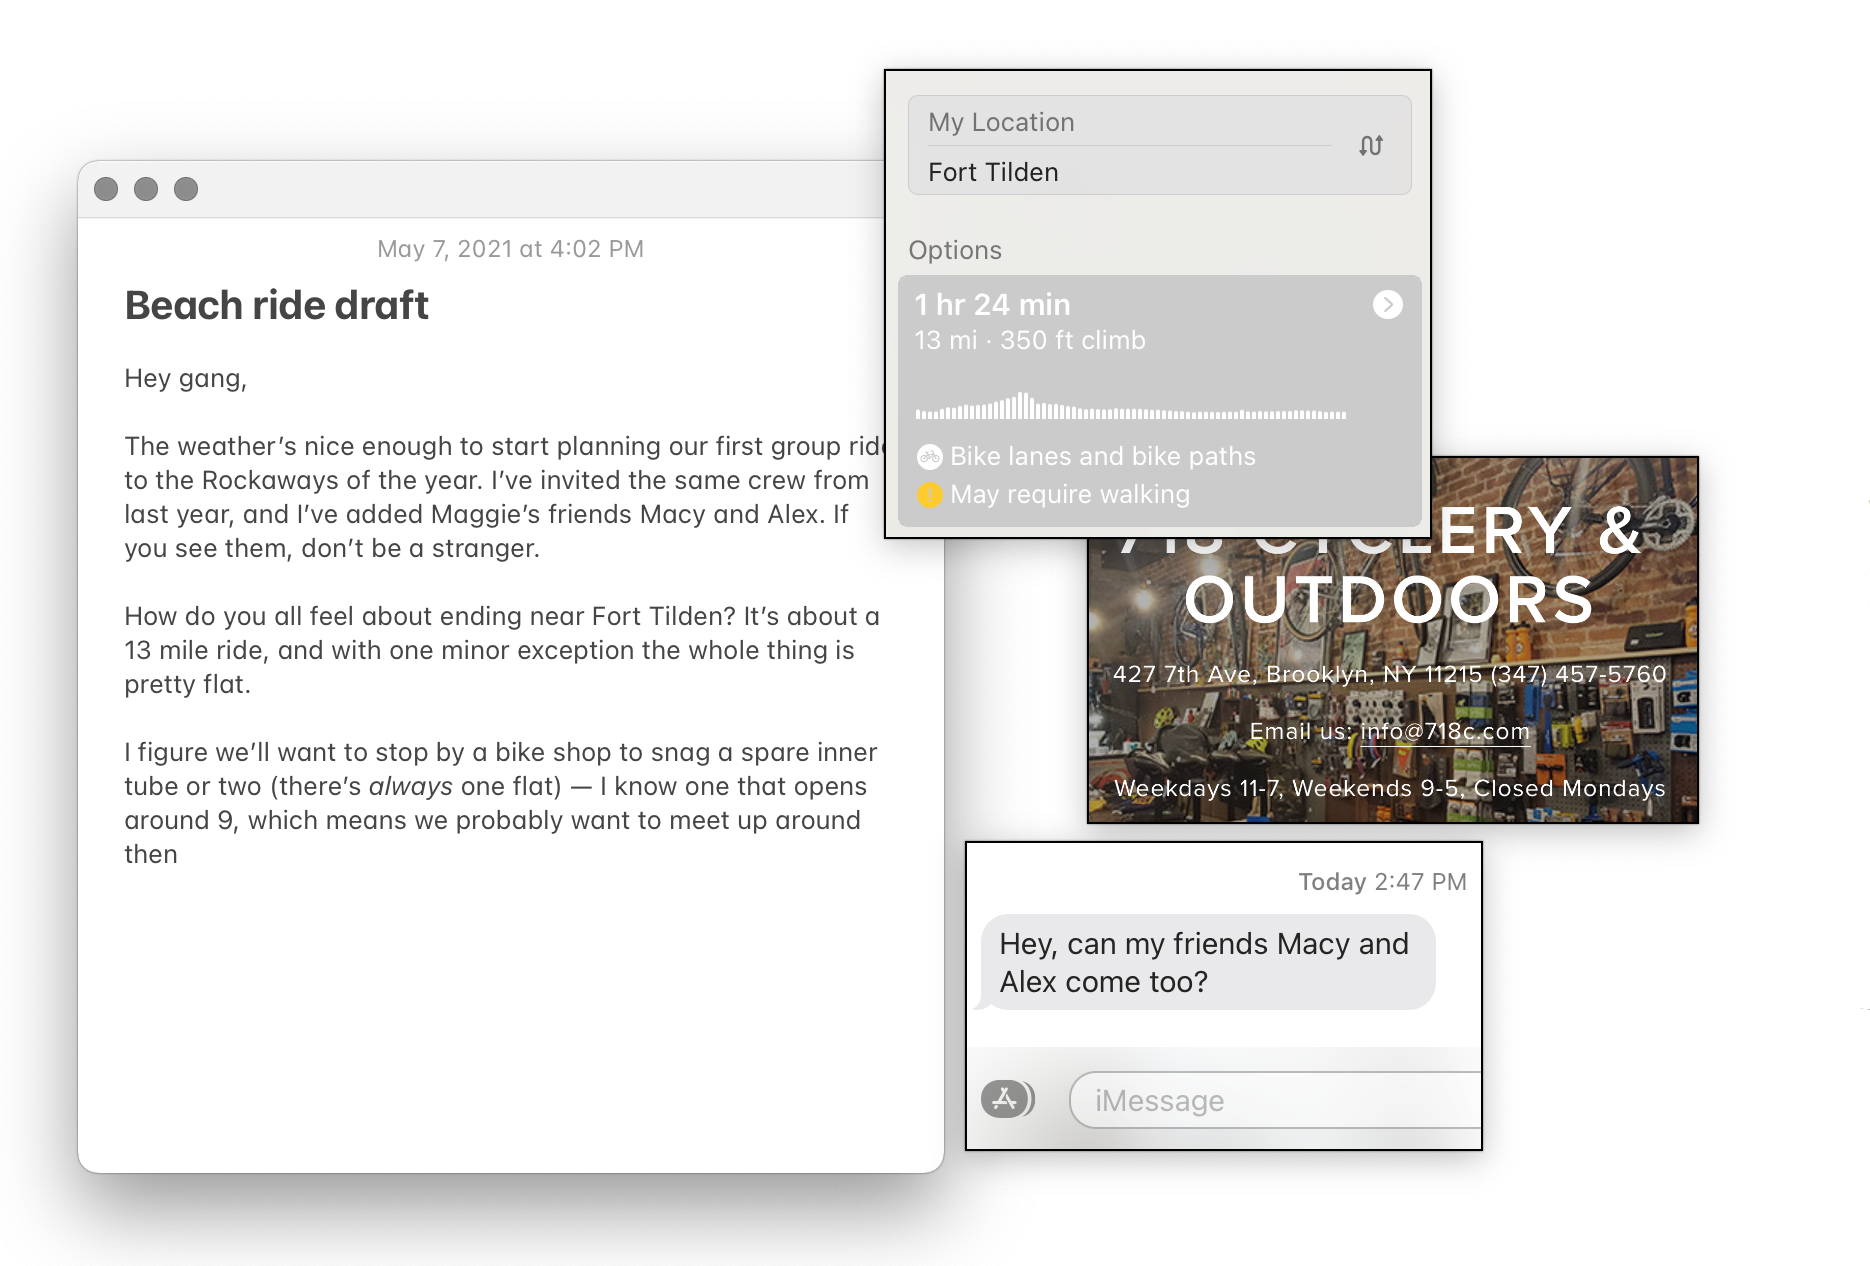 May 7, 2021 at 4:02 PM
Beach ride draft
Hey gang,
The weather’s nice enough to start planning our first group ride
to the Rockaways of the year. I’ve invited the same crew from
last year, and I’ve added Maggie’s friends Macy and Alex. If
you see them, don’t be a stranger.
How do you all feel about ending near Fort Tilden? It’s about a
13 mile ride, and with one minor exception the whole thing is
pretty flat.
I figure we’ll want to stop by a bike shop to snag a spare inner
tube or two (there’s always one flat) — I know one that opens
around 9, which means we probably want to meet up around
then
My Location
Fort Tilden
Options
1 hr 24 min
13 mi · 350 ft climb
Bike lanes and bike paths
May require walking
718 CYCLERY &
OUTDOORS
427 7th Ave, Brooklyn, NY 11215 (347) 457-5760
Email us: info@718c.com
Weekdays 11-7, Weekends 9-5, Closed Mondays
Today 2:47 PM
Hey, can my friends Macy and
Alex come too?
iMessage